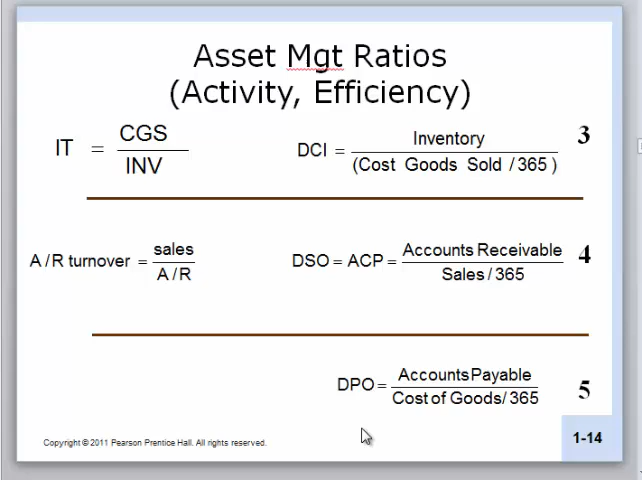 Asset Mgt Ratios
(Activity, Efficiency)
IT = CGS / INV
DCI = Inventory / (Cost Goods Sold / 365 )
3
A / R turnover = sales / A / R
DSO = ACP = Accounts Receivable / Sales / 365
4
DPO = Accounts Payable / Cost of Goods/ 365
5
Copyright © 2011 Pearson Prentice Hall. All rights reserved.
1-14